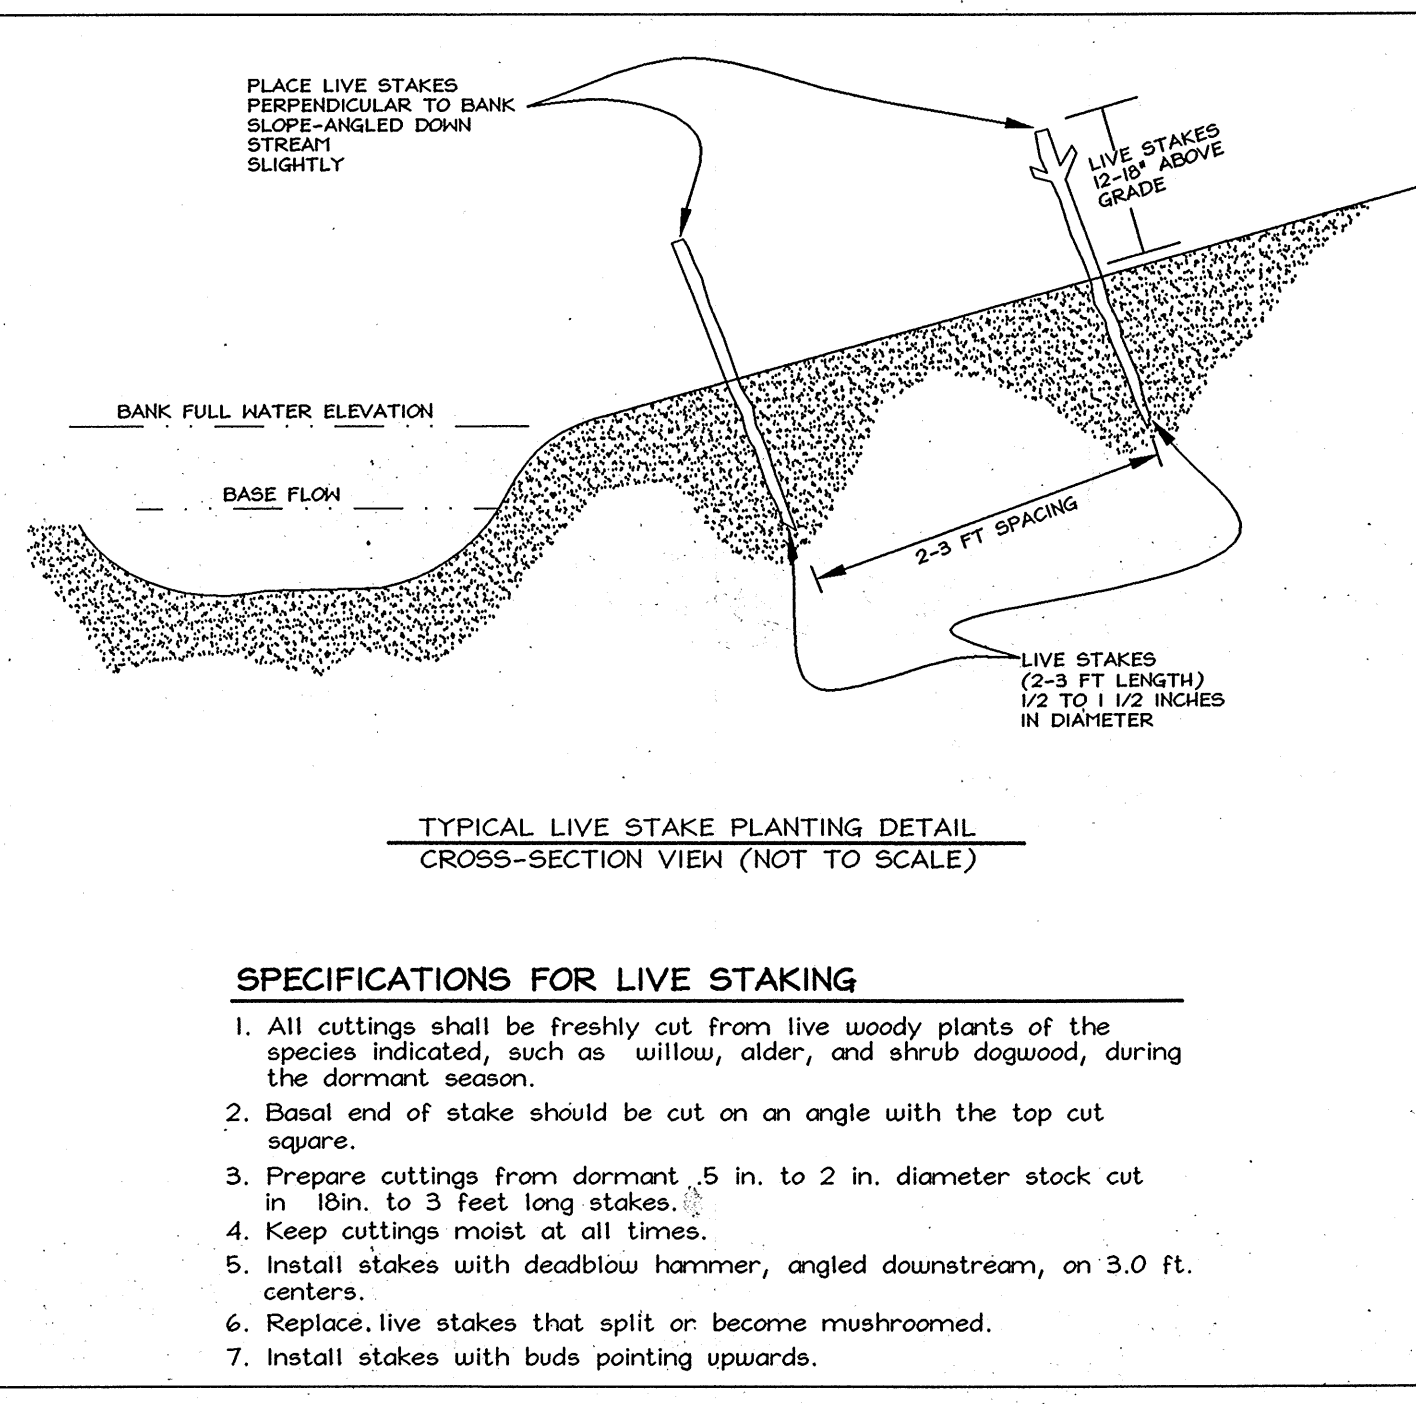 PLACE LIVE STAKES
PERPENDICULAR TO BANK
SLOPE-ANGLED DOWN
STREAM
SLIGHTLY
LIVE STAKES
12-18" ABOVE
GRADE
BANK FULL WATER ELEVATION
BASE FLOW
2-3 FT SPACING
LIVE STAKES
(2-3 FT LENGTH)
1/2 TO 1 1/2 INCHES
IN DIAMETER
TYPICAL LIVE STAKE PLANTING DETAIL
CROSS-SECTION VIEW (NOT TO SCALE)
SPECIFICATIONS FOR LIVE STAKING
1. All cuttings shall be freshly cut from live woody plants of the
species indicated, such as willow, alder, and shrub dogwood, during
the dormant season.
2. Basal end of stake should be cut on an angle with the top cut
square.
3. Prepare cuttings from dormant .5 in. to 2 in. diameter stock cut
in 18in. to 3 feet long stakes.
4. Keep cuttings moist at all times.
5. Install stakes with deadblow hammer, angled downstream, on 3.0 ft.
centers.
6. Replace live stakes that split or become mushroomed.
7. Install stakes with buds pointing upwards.